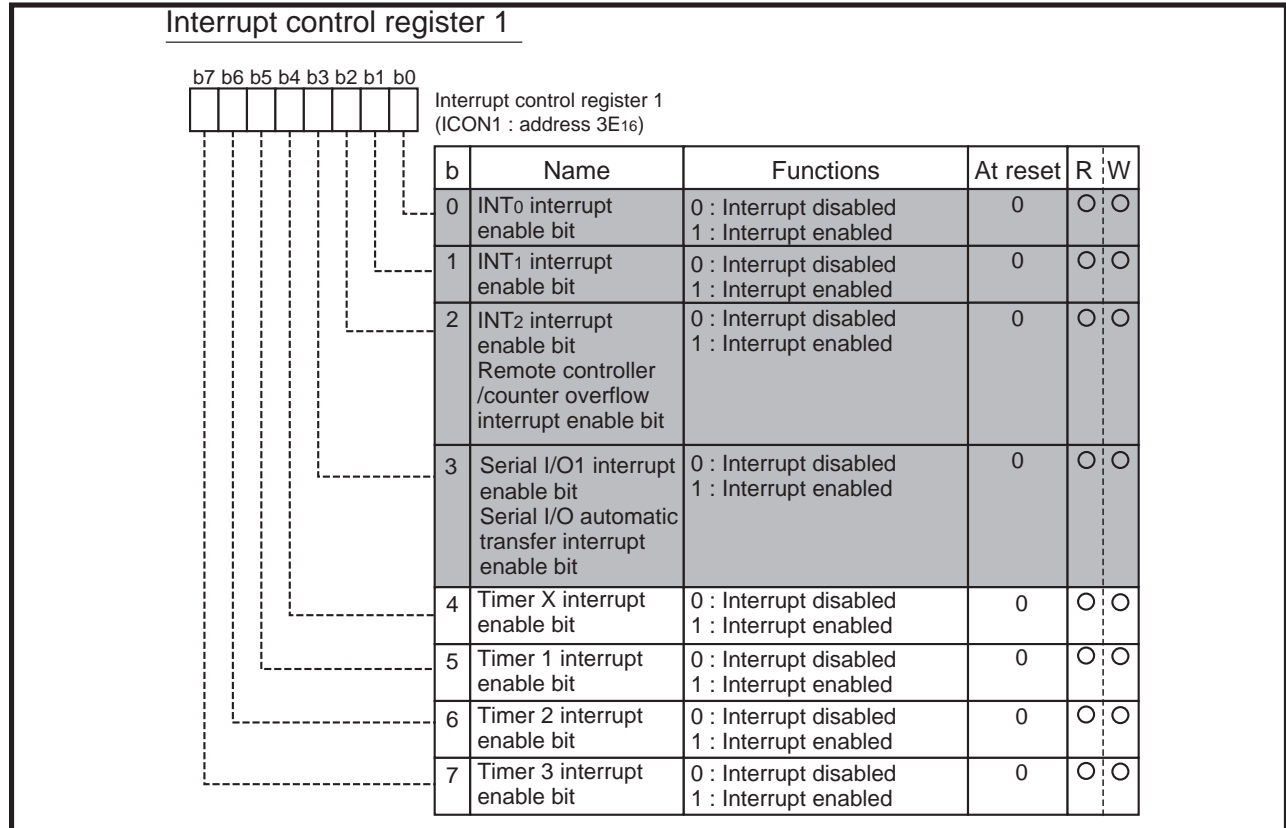 Interrupt control register 1
b7 b6 b5 b4 b3 b2 b1 b0
Interrupt control register 1
(ICON1 : address 3E16)
b Name Functions At reset R W
0 INT0 interrupt 0 : Interrupt disabled 0 O O
enable bit 1 : Interrupt enabled
1 INT1 interrupt 0 : Interrupt disabled 0 O O
enable bit 1 : Interrupt enabled
2 INT2 interrupt 0 : Interrupt disabled 0 O O
enable bit 1 : Interrupt enabled
Remote controller
/counter overflow
interrupt enable bit
3 Serial I/O1 interrupt 0 : Interrupt disabled 0 O O
enable bit 1 : Interrupt enabled
Serial I/O automatic
transfer interrupt
enable bit
4 Timer X interrupt 0 : Interrupt disabled 0 O O
enable bit 1 : Interrupt enabled
5 Timer 1 interrupt 0 : Interrupt disabled 0 O O
enable bit 1 : Interrupt enabled
6 Timer 2 interrupt 0 : Interrupt disabled 0 O O
enable bit 1 : Interrupt enabled
7 Timer 3 interrupt 0 : Interrupt disabled 0 O O
enable bit 1 : Interrupt enabled